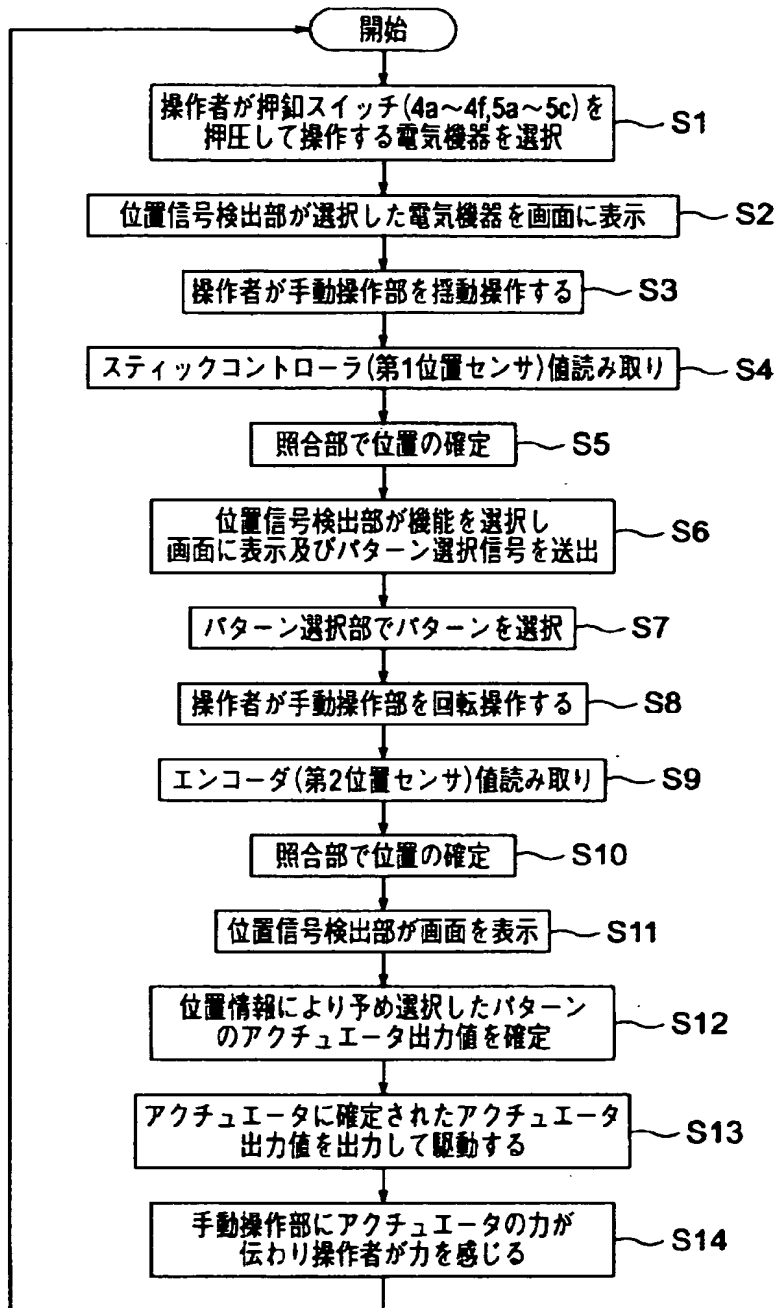 開始
操作者が押釦スイッチ(4a～4f,5a～5c)を
押圧して操作する電気機器を選択
S1
位置信号検出部が選択した電気機器を画面に表示
S2
操作者が手動操作部を揺動操作する
S3
スティックコントローラ(第1位置センサ)値読み取り
S4
照合部で位置の確定
S5
位置信号検出部が機能を選択し
画面に表示及びパターン選択信号を送出
S6
パターン選択部でパターンを選択
S7
操作者が手動操作部を回転操作する
S8
エンコーダ(第2位置センサ)値読み取り
S9
照合部で位置の確定
S10
位置信号検出部が画面を表示
S11
位置情報により予め選択したパターン
のアクチュエータ出力値を確定
S12
アクチュエータに確定されたアクチュエータ
出力値を出力して駆動する
S13
手動操作部にアクチュエータの力が
伝わり操作者が力を感じる
S14